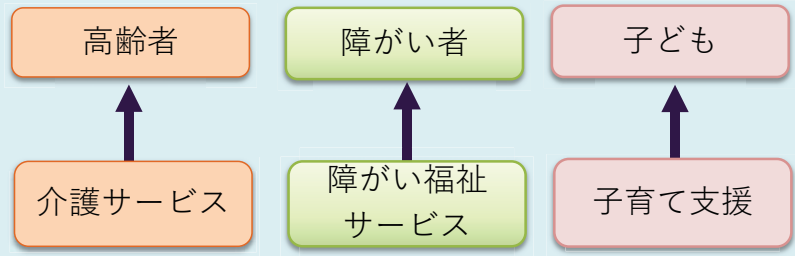 高齢者
障がい者
子ども
介護サービス
障がい福祉
サービス
子育て支援